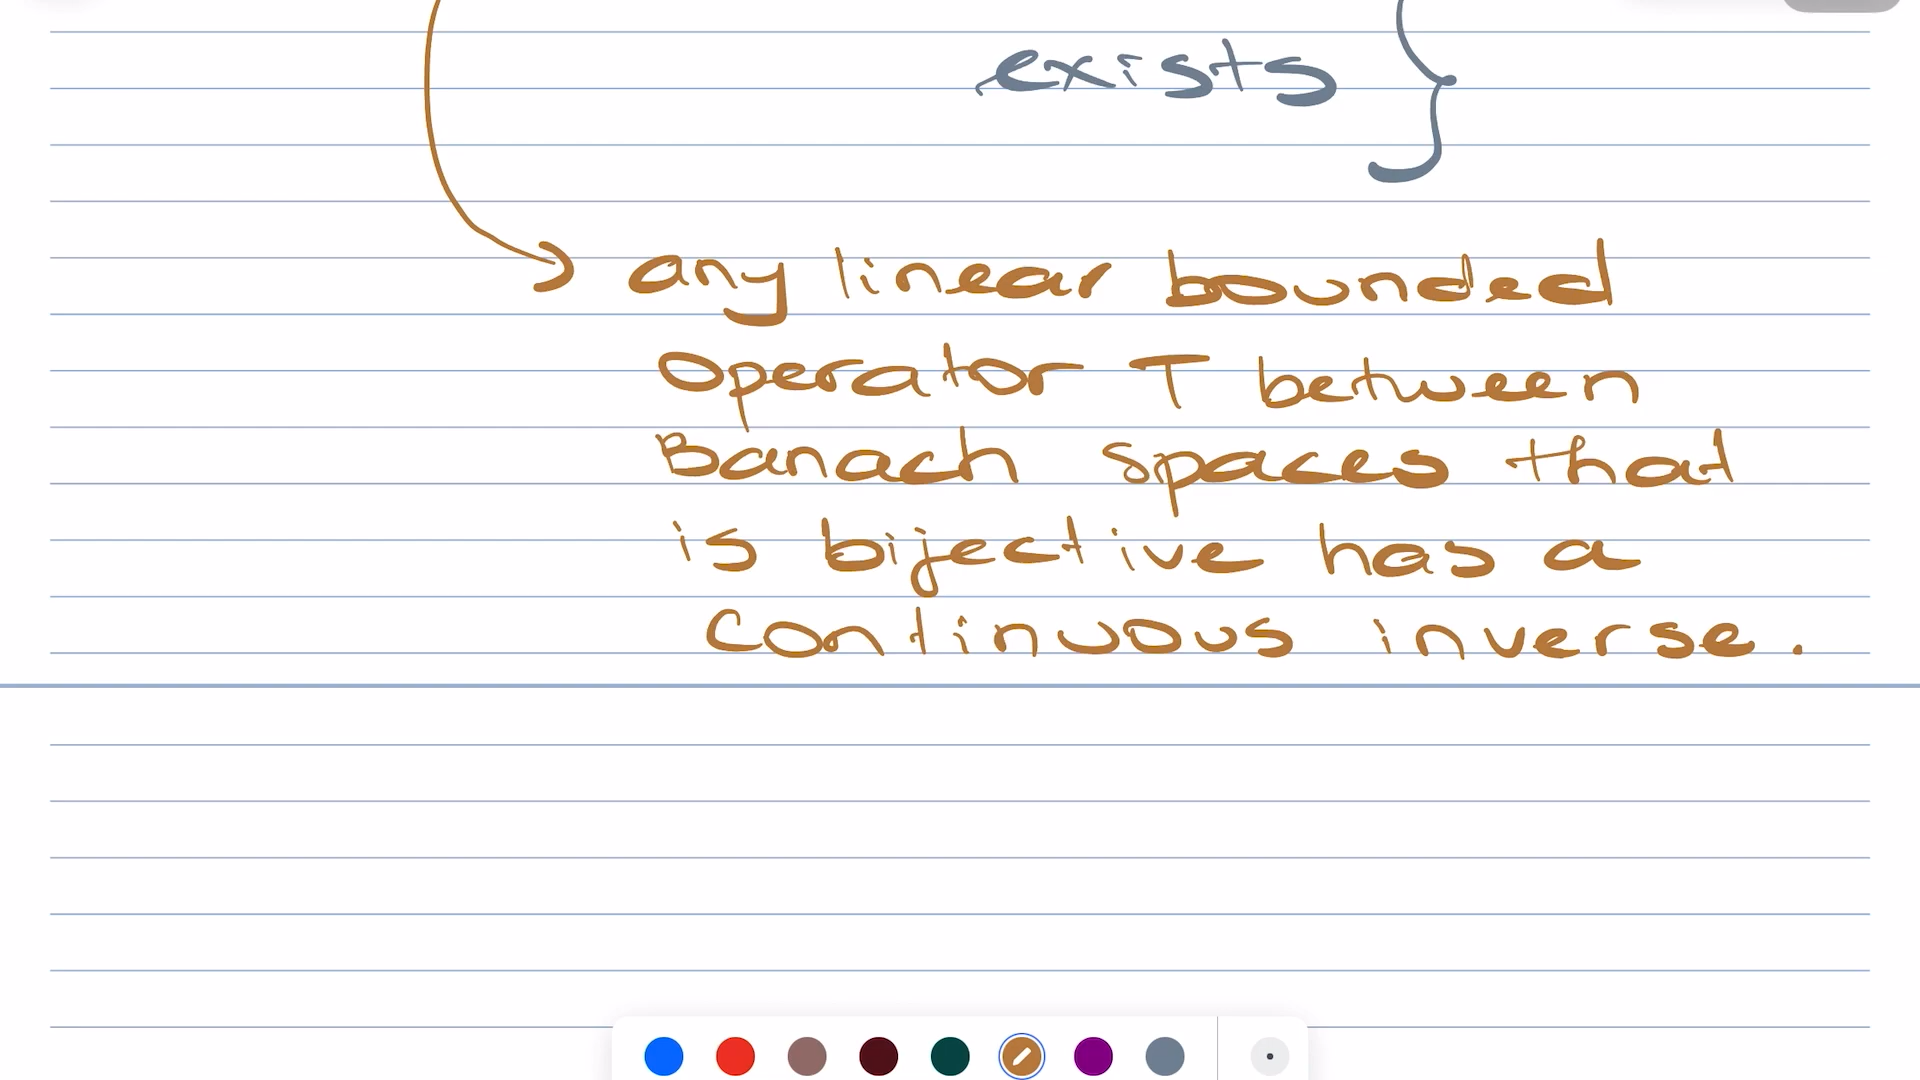 exists
any linear bounded
operator T between
Banach spaces that
is bijective has a
continuous inverse.